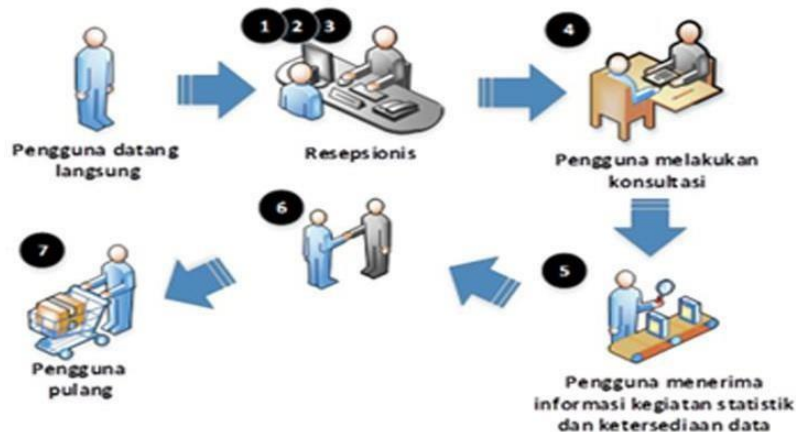 1 2 3
4
Pengguna datang
langsung
Resepsionis
Pengguna melakukan
konsultasi
6
7
5
Pengguna
pulang
Pengguna menerima
informasi kegiatan statistik
dan ketersediaan data